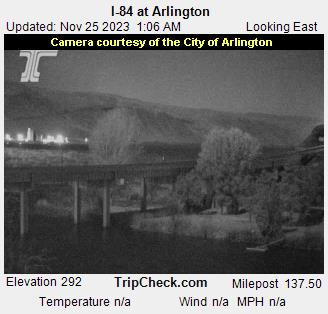 I-84 at Arlington
Updated: Nov 25 2023 1:06 AM Looking East
Camera courtesy of the City of Arlington
Elevation 292 TripCheck.com Milepost 137.50
Temperature n/a Wind n/a MPH n/a